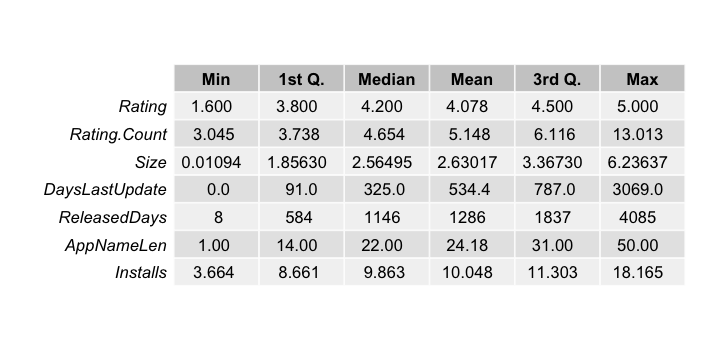 Min 1st Q. Median Mean 3rd Q. Max
Rating 1.600 3.800 4.200 4.078 4.500 5.000
Rating.Count 3.045 3.738 4.654 5.148 6.116 13.013
Size 0.01094 1.85630 2.56495 2.63017 3.36730 6.23637
DaysLastUpdate 0.0 91.0 325.0 534.4 787.0 3069.0
ReleasedDays 8 584 1146 1286 1837 4085
AppNameLen 1.00 14.00 22.00 24.18 31.00 50.00
Installs 3.664 8.661 9.863 10.048 11.303 18.165